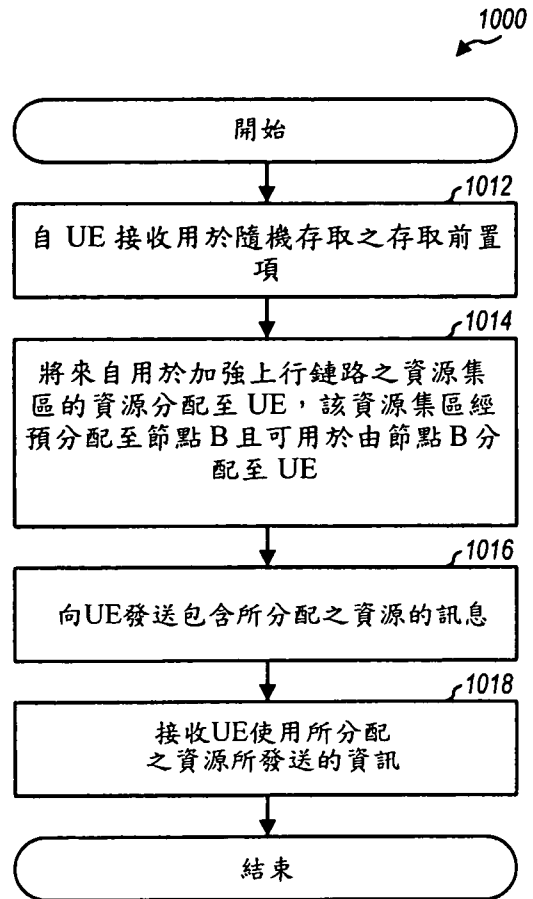 1000
開始
1012
自 UE 接收用於隨機存取之存取前置
項
1014
將來自用於加強上行鏈路之資源集
區的資源分配至 UE，該資源集區經
預分配至節點 B 且可用於由節點 B 分
配至 UE
1016
向UE發送包含所分配之資源的訊息
1018
接收UE使用所分配
之資源所發送的資訊
結束